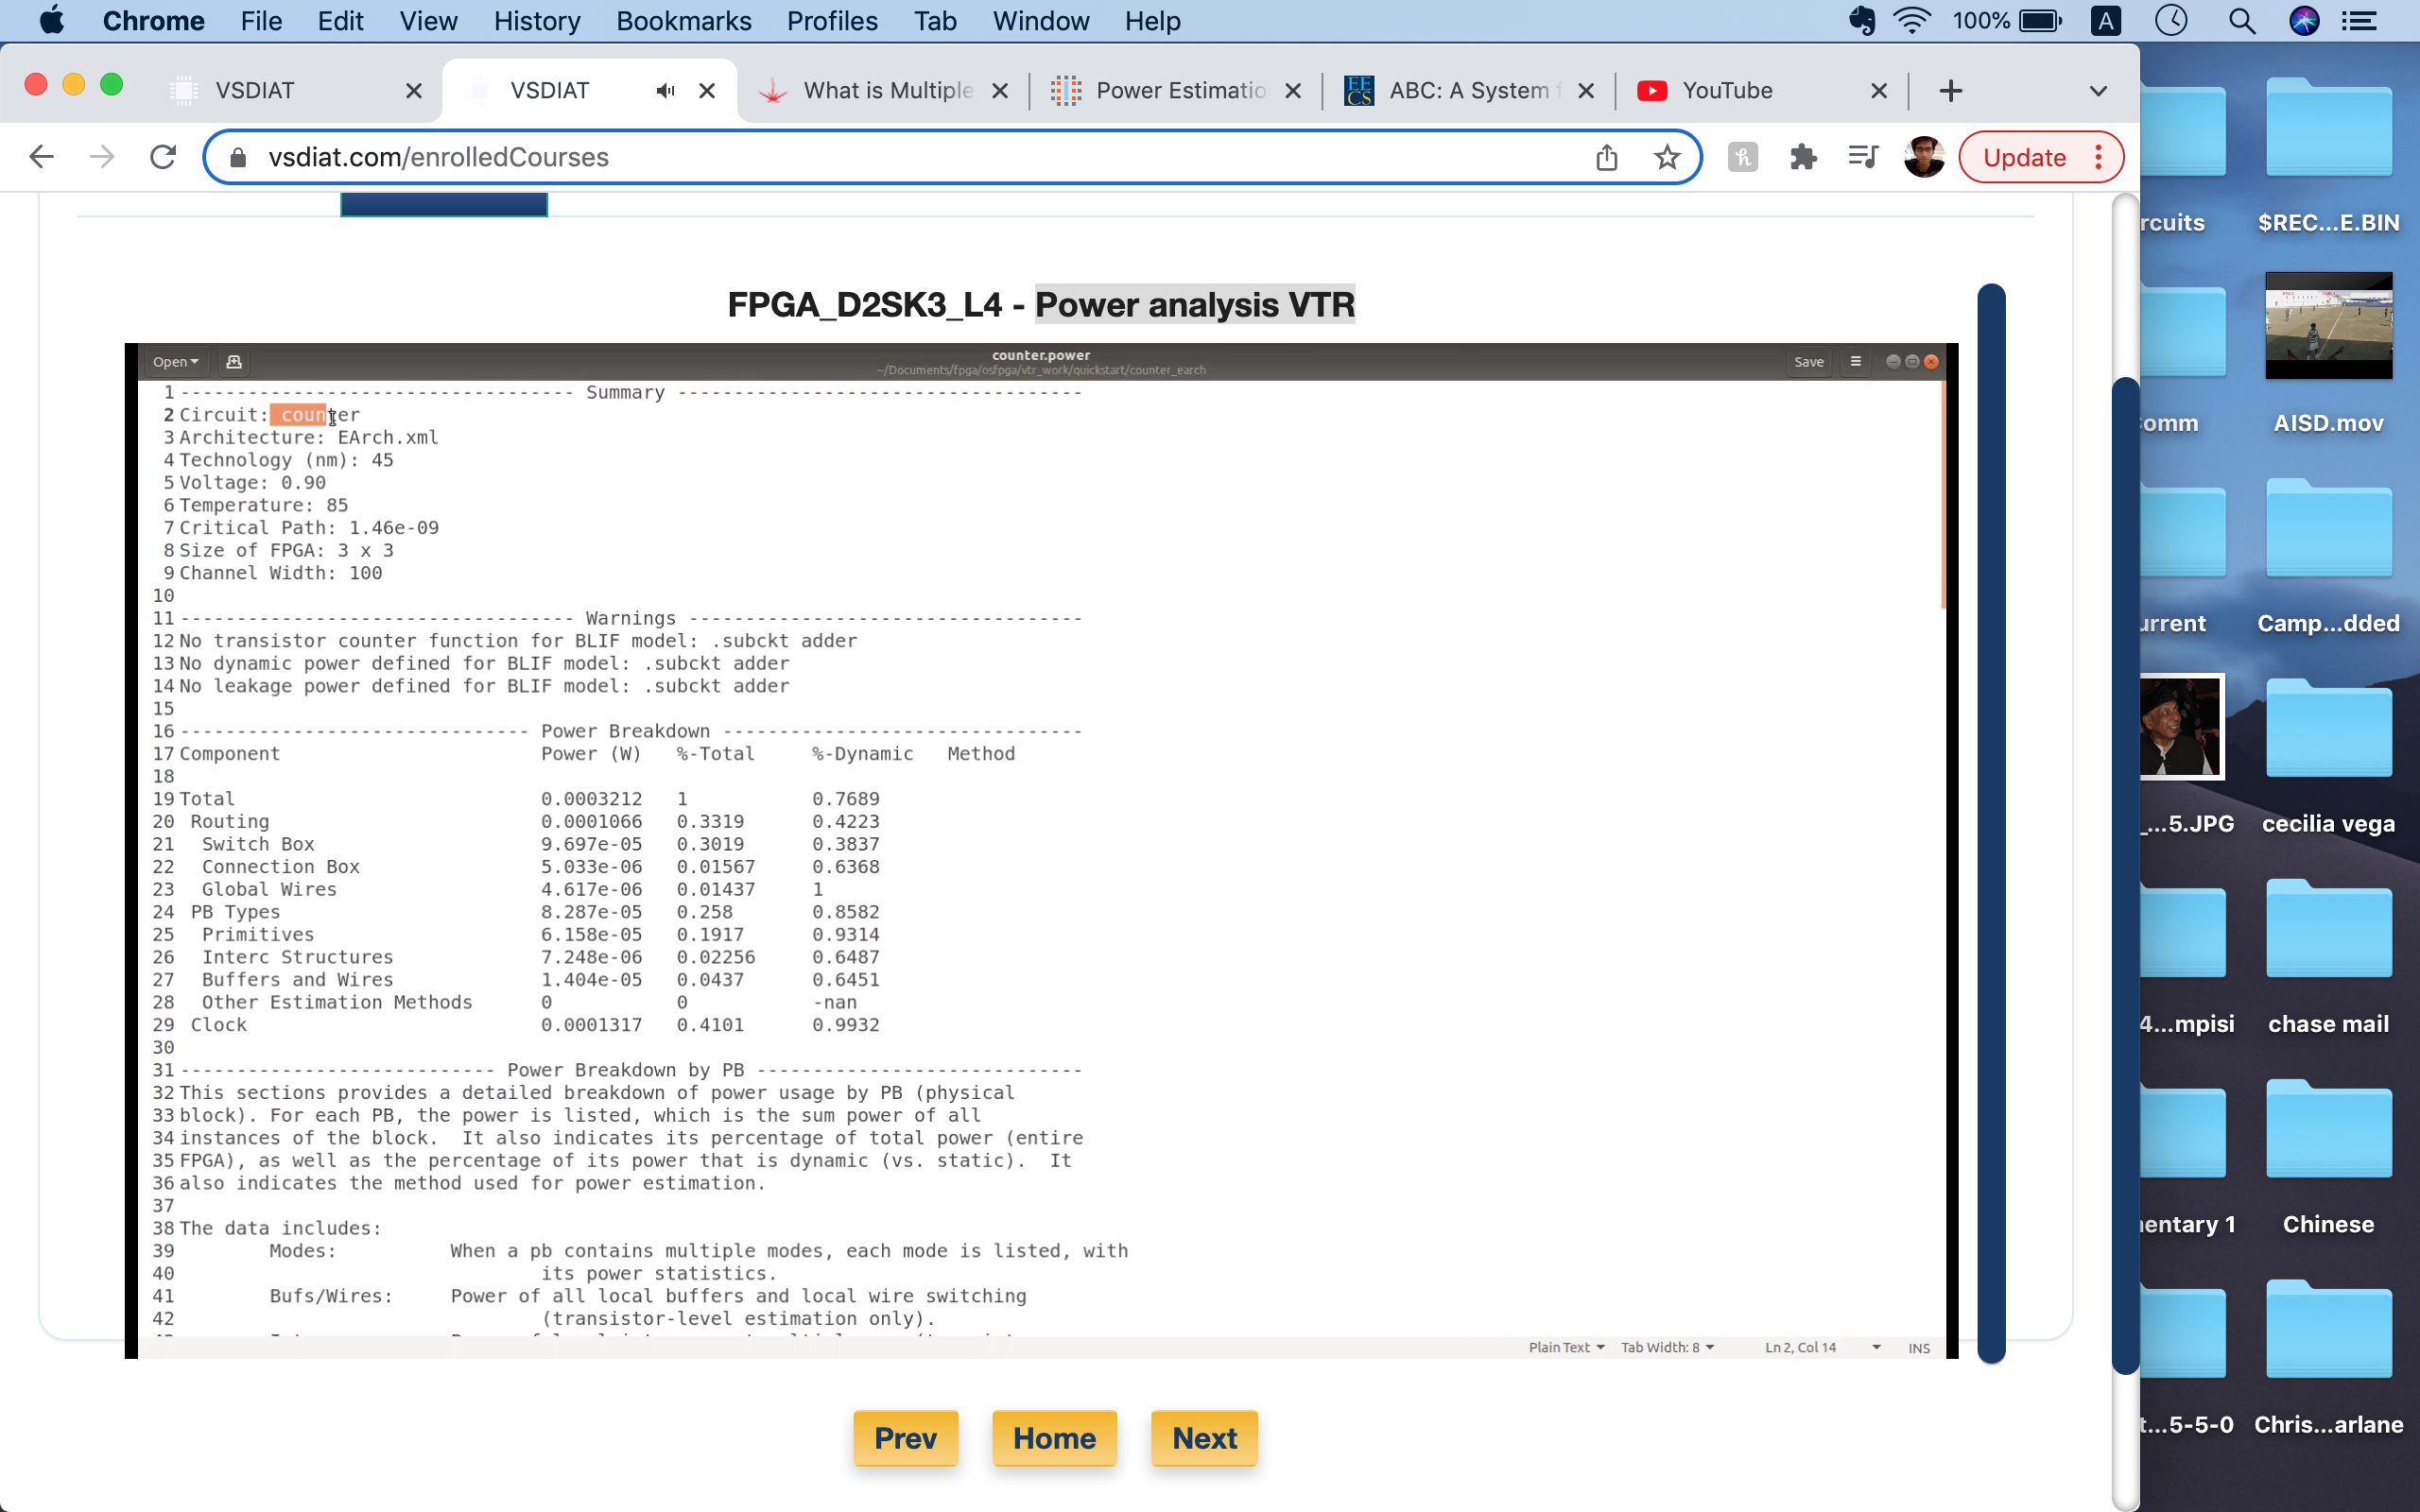 Chrome File Edit View History Bookmarks Profiles Tab Window Help 100% A
VSDIAT VSDIAT What is Multiple Power Estimatio ABC: A System f YouTube
vsdiat.com/enrolledCourses Update
FPGA_D2SK3_L4 - Power analysis VTR
Open counter.power Save
~/Documents/fpga/osfpga/vtr_work/quickstart/counter_earch
1 ----------------------------------- Summary ------------------------------------
2 Circuit: counter
3 Architecture: EArch.xml
4 Technology (nm): 45
5 Voltage: 0.90
6 Temperature: 85
7 Critical Path: 1.46e-09
8 Size of FPGA: 3 x 3
9 Channel Width: 100
10
11 ----------------------------------- Warnings -----------------------------------
12 No transistor counter function for BLIF model: .subckt adder
13 No dynamic power defined for BLIF model: .subckt adder
14 No leakage power defined for BLIF model: .subckt adder
15
16 ------------------------------- Power Breakdown --------------------------------
17 Component Power (W) %-Total %-Dynamic Method
18
19 Total 0.0003212 1 0.7689
20 Routing 0.0001066 0.3319 0.4223
21 Switch Box 9.697e-05 0.3019 0.3837
22 Connection Box 5.033e-06 0.01567 0.6368
23 Global Wires 4.617e-06 0.01437 1
24 PB Types 8.287e-05 0.258 0.8582
25 Primitives 6.158e-05 0.1917 0.9314
26 Interc Structures 7.248e-06 0.02256 0.6487
27 Buffers and Wires 1.404e-05 0.0437 0.6451
28 Other Estimation Methods 0 0 -nan
29 Clock 0.0001317 0.4101 0.9932
30
31 ---------------------------- Power Breakdown by PB -----------------------------
32 This sections provides a detailed breakdown of power usage by PB (physical
33 block). For each PB, the power is listed, which is the sum power of all
34 instances of the block. It also indicates its percentage of total power (entire
35 FPGA), as well as the percentage of its power that is dynamic (vs. static). It
36 also indicates the method used for power estimation.
37
38 The data includes:
39 Modes: When a pb contains multiple modes, each mode is listed, with
40 its power statistics.
41 Bufs/Wires: Power of all local buffers and local wire switching
42 (transistor-level estimation only).
Plain Text Tab Width: 8 Ln 2, Col 14 INS
Prev Home Next
rcuits $REC...E.BIN
omm AISD.mov
urrent Camp...dded
_...5.JPG cecilia vega
4...mpisi chase mail
entary 1 Chinese
t...5-5-0 Chris...arlane